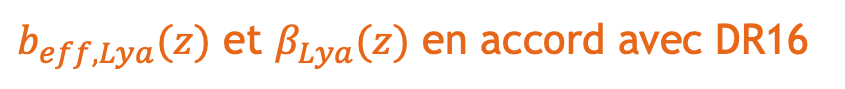 b_{eff,Lya}(z) et β_{Lya}(z) en accord avec DR16